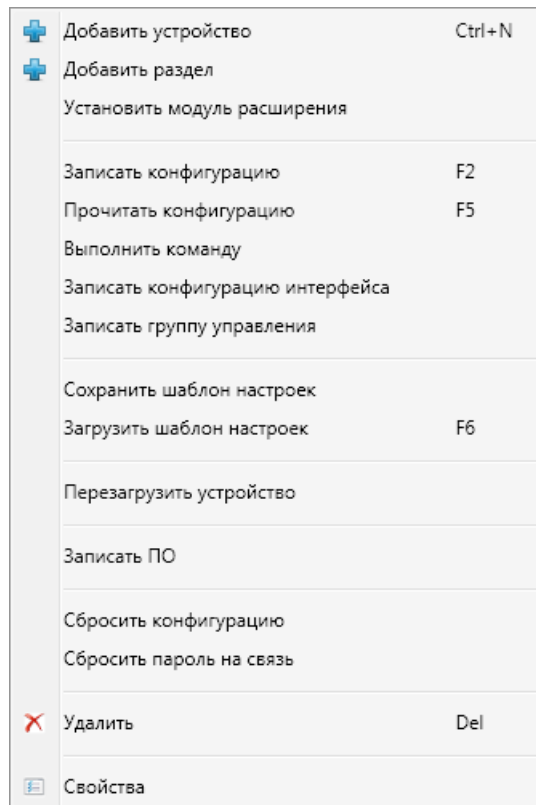 Добавить устройство Ctrl+N
Добавить раздел
Установить модуль расширения
Записать конфигурацию F2
Прочитать конфигурацию F5
Выполнить команду
Записать конфигурацию интерфейса
Записать группу управления
Сохранить шаблон настроек
Загрузить шаблон настроек F6
Перезагрузить устройство
Записать ПО
Сбросить конфигурацию
Сбросить пароль на связь
Удалить Del
Свойства